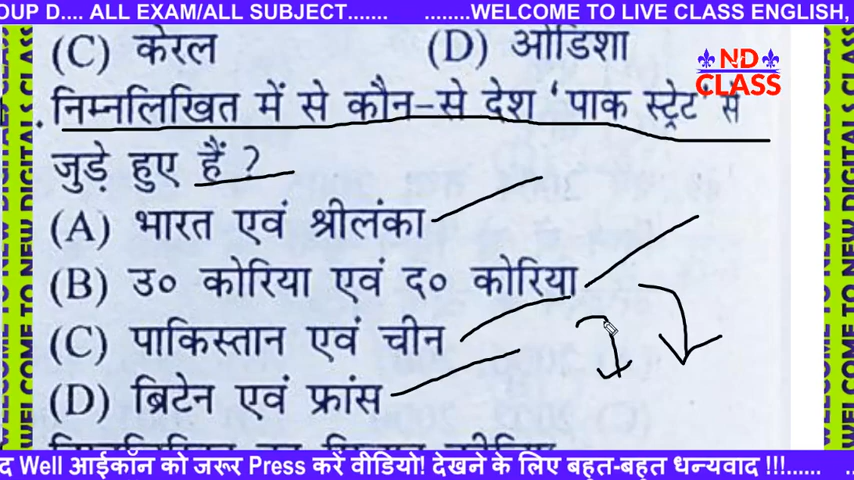 OUP D.... ALL EXAM/ALL SUBJECT....... ........WELCOME TO LIVE CLASS ENGLISH,
(C) केरल (D) ओडिशा
ND
CLASS
. निम्नलिखित में से कौन-से देश ‘पाक स्ट्रेट’ से
जुड़े हुए हैं ?
(A) भारत एवं श्रीलंका
(B) उ० कोरिया एवं द० कोरिया
(C) पाकिस्तान एवं चीन
(D) ब्रिटेन एवं फ्रांस
द Well आईकॉन को जरूर Press करें वीडियो! देखने के लिए बहुत-बहुत धन्यवाद !!!......